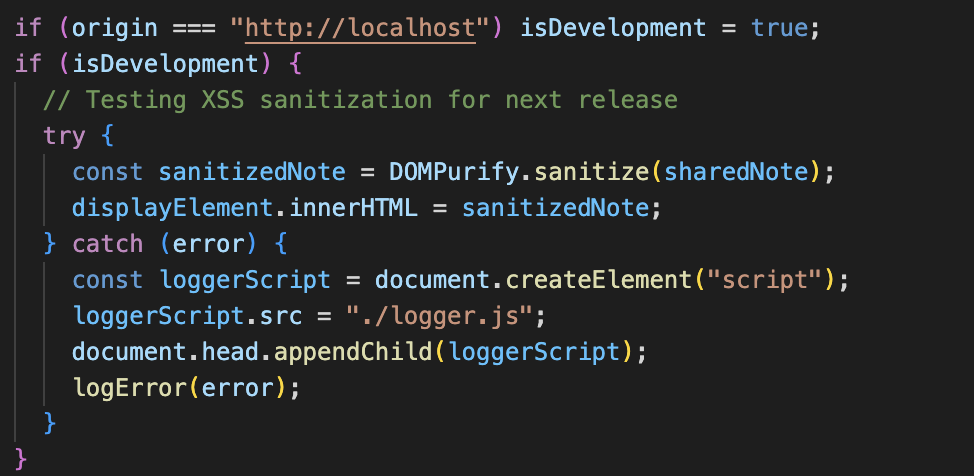 if (origin === "http://localhost") isDevelopment = true;
if (isDevelopment) {
  // Testing XSS sanitization for next release
  try {
    const sanitizedNote = DOMPurify.sanitize(sharedNote);
    displayElement.innerHTML = sanitizedNote;
  } catch (error) {
    const loggerScript = document.createElement("script");
    loggerScript.src = "./logger.js";
    document.head.appendChild(loggerScript);
    logError(error);
  }
}